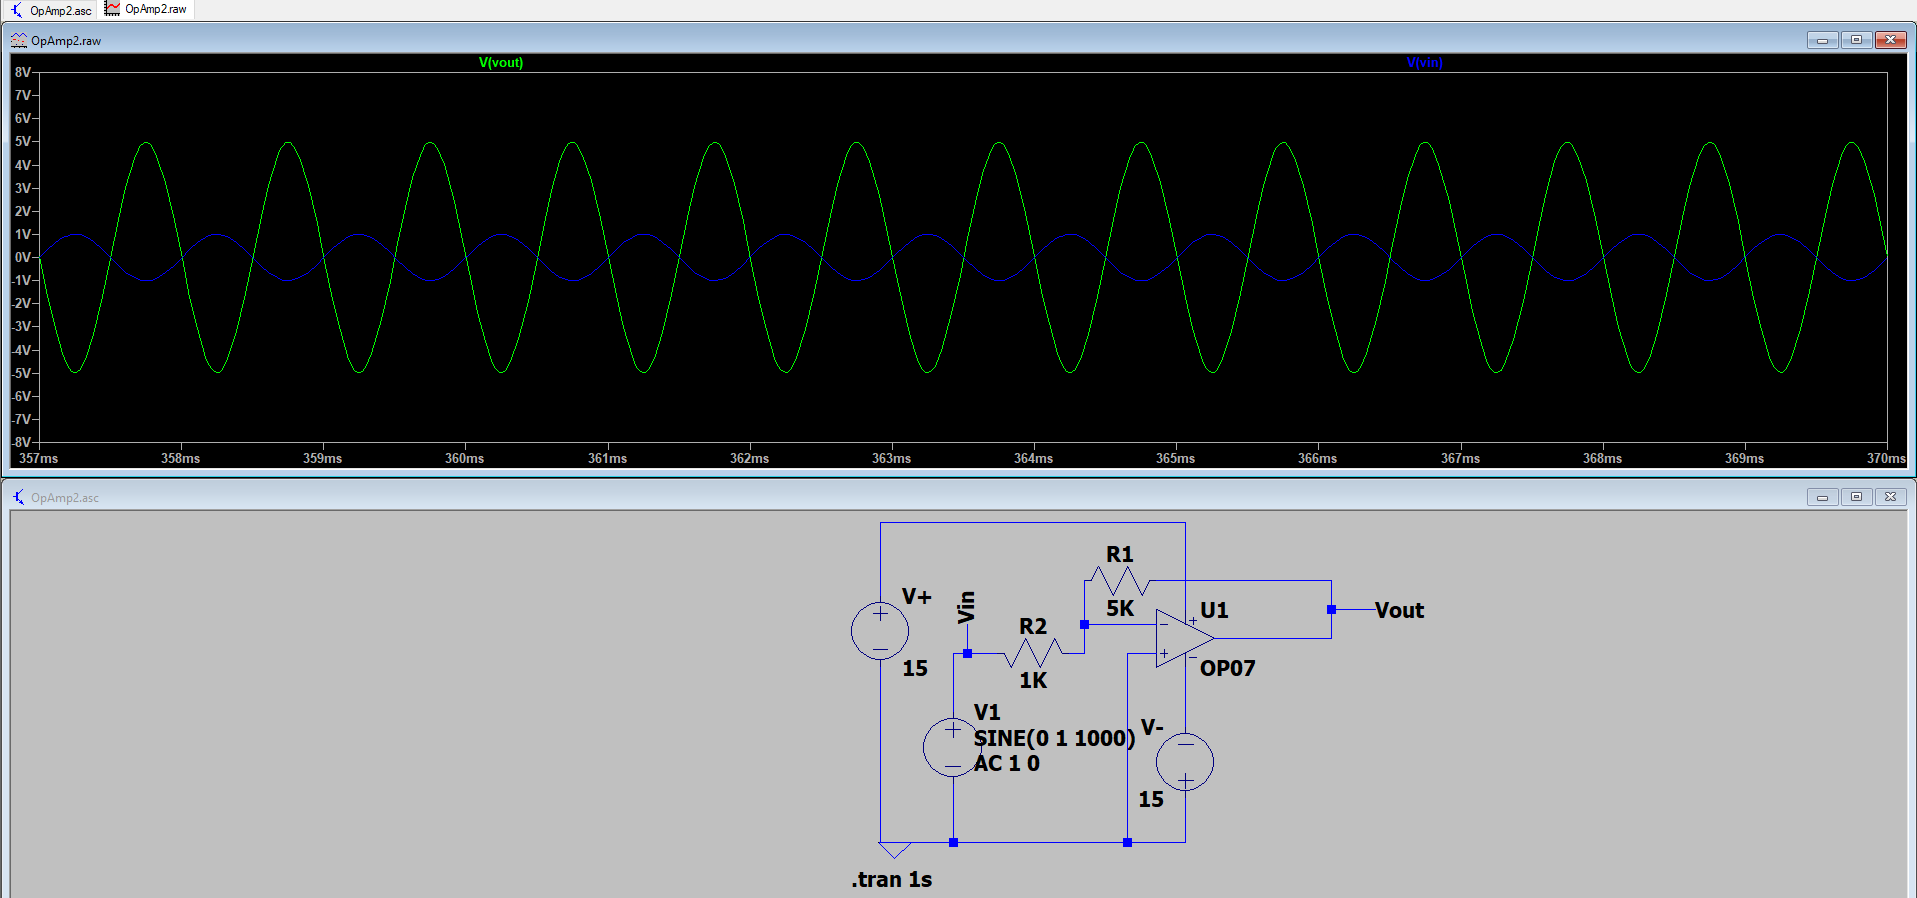 OpAmp2.asc OpAmp2.raw
OpAmp2.raw
V(vout) V(vin)
8V
7V
6V
5V
4V
3V
2V
1V
0V
-1V
-2V
-3V
-4V
-5V
-6V
-7V
-8V
357ms 358ms 359ms 360ms 361ms 362ms 363ms 364ms 365ms 366ms 367ms 368ms 369ms 370ms
OpAmp2.asc
R1
5K
V+
15
Vin
R2
1K
U1
OP07
Vout
V1
SINE(0 1 1000)
AC 1 0
V-
15
.tran 1s